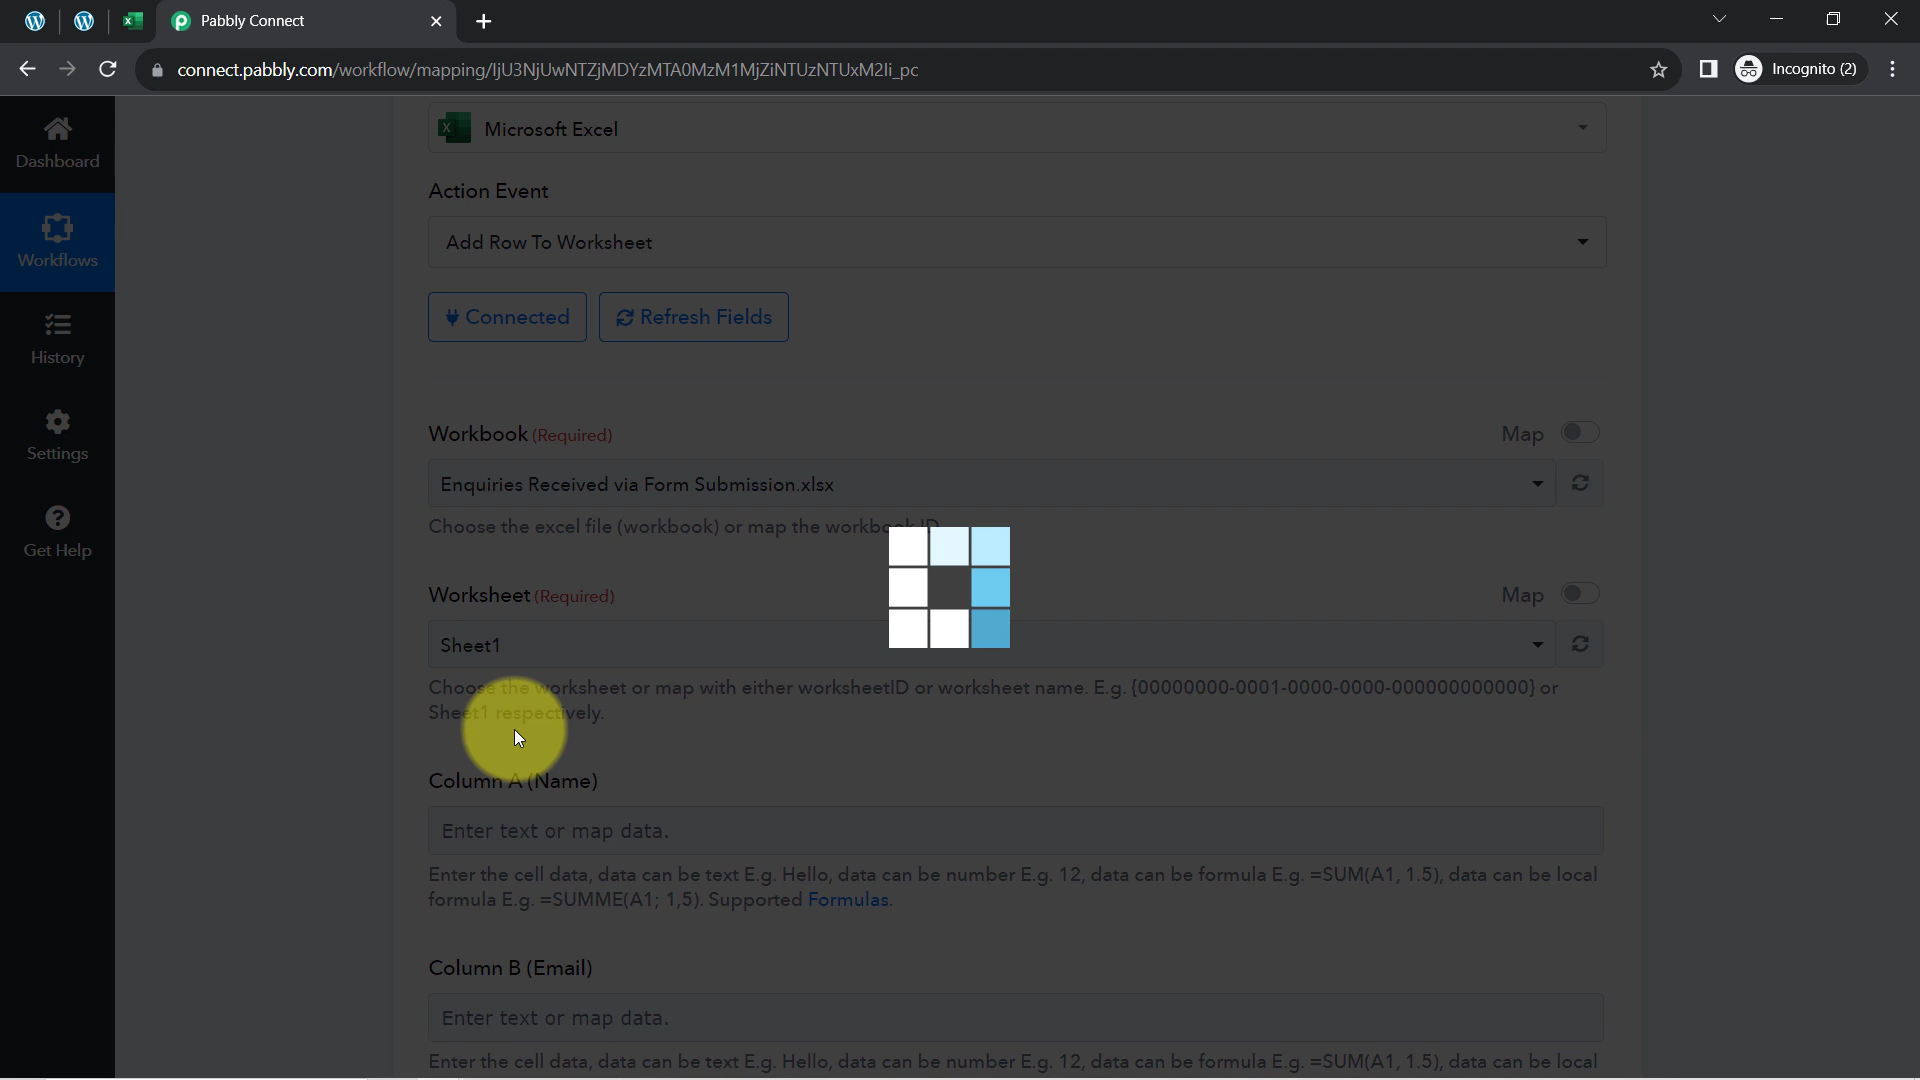 Pabbly Connect
connect.pabbly.com/workflow/mapping/IjU3NjUwNTZjMDYzMTA0MzM1MjZiNTUzNTUxM2Ii_pc
Incognito (2)
Dashboard
Workflows
History
Settings
Get Help
Microsoft Excel
Action Event
Add Row To Worksheet
Connected
Refresh Fields
Workbook (Required)
Map
Enquiries Received via Form Submission.xlsx
Choose the excel file (workbook) or map the workbook ID
Worksheet (Required)
Map
Sheet1
Choose the worksheet or map with either worksheetID or worksheet name. E.g. {00000000-0001-0000-0000-000000000000} or
Sheet1 respectively.
Column A (Name)
Enter text or map data.
Enter the cell data, data can be text E.g. Hello, data can be number E.g. 12, data can be formula E.g. =SUM(A1, 1.5), data can be local
formula E.g. =SUMME(A1; 1,5). Supported Formulas.
Column B (Email)
Enter text or map data.
Enter the cell data, data can be text E.g. Hello, data can be number E.g. 12, data can be formula E.g. =SUM(A1, 1.5), data can be local